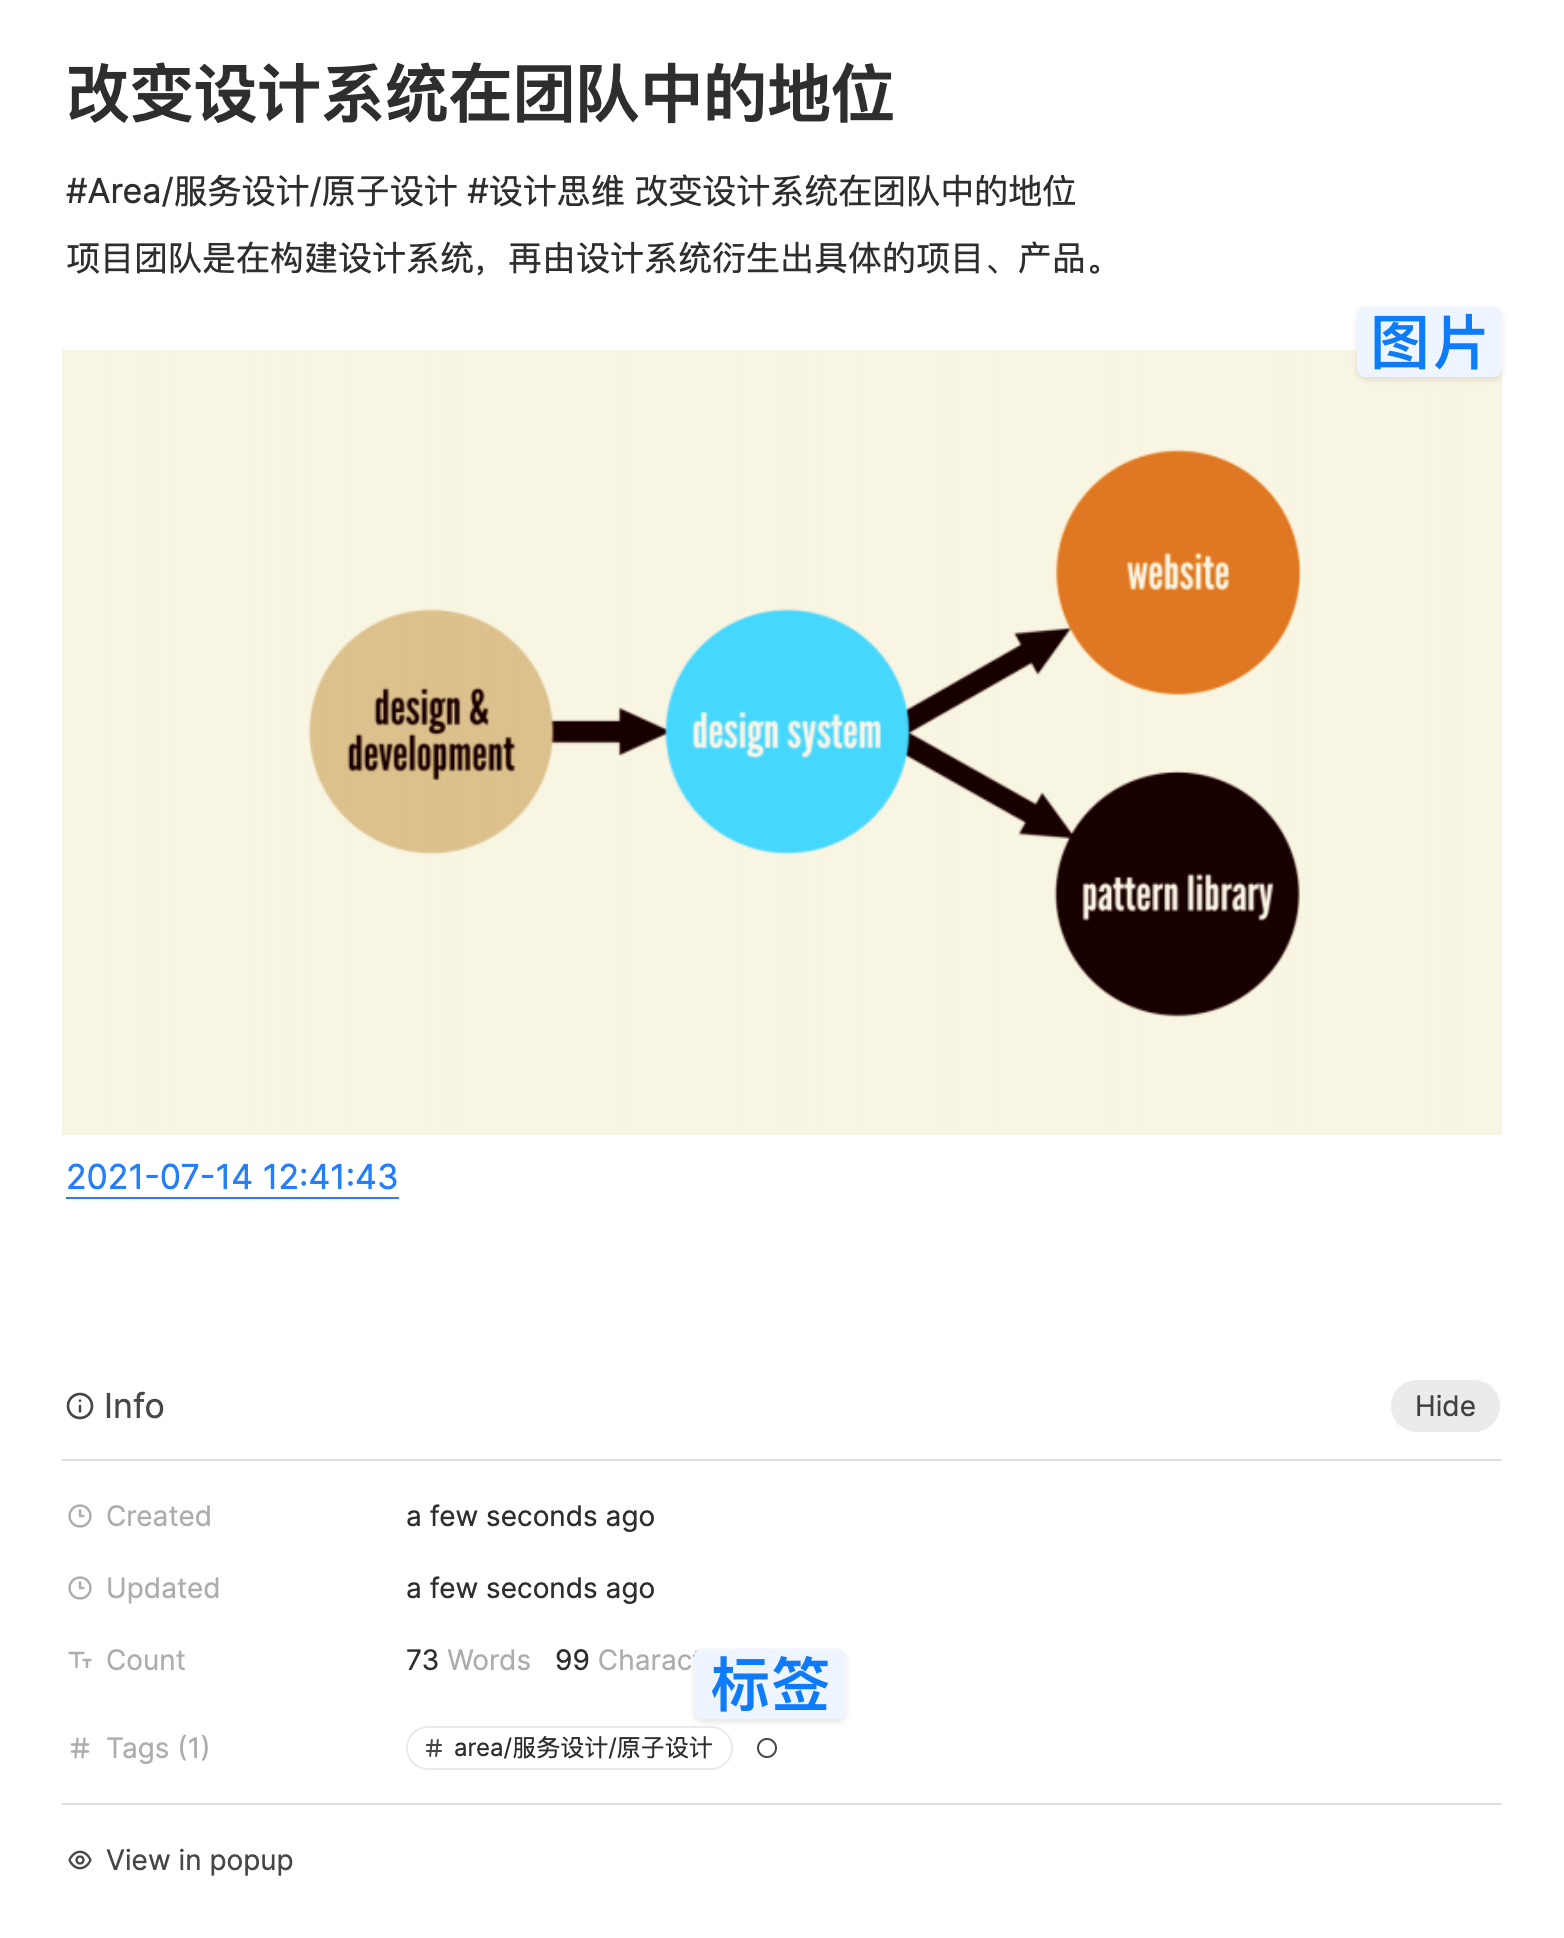 改变设计系统在团队中的地位
#Area/服务设计/原子设计 #设计思维 改变设计系统在团队中的地位
项目团队是在构建设计系统，再由设计系统衍生出具体的项目、产品。
图片
website
design &
development
design system
pattern library
2021-07-14 12:41:43
Info
Hide
Created
a few seconds ago
Updated
a few seconds ago
Count
73 Words 99
标签
Tags (1)
# area/服务设计/原子设计
View in popup